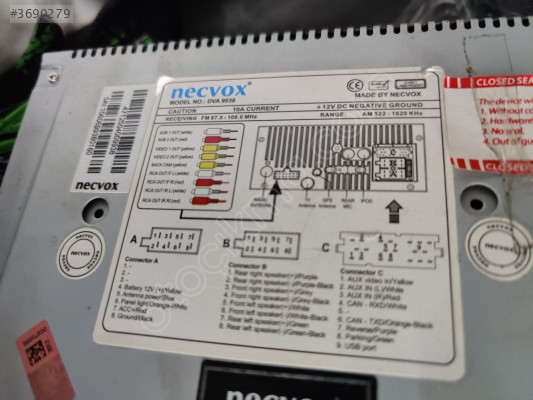 #3690279
necvox
MODEL NO.: DVA 9038
MADE BY NECVOX
CAUTION 10A CURRENT + 12V DC NEGATIVE GROUND
RECEIVING FM 87.5 - 108.0 MHz RANGE: AM 522 - 1620 KHz
SUB 1 OUT (white)
SUB 2 OUT (red)
VIDEO 1 OUT (yellow)
VIDEO 2 OUT (yellow)
BACK CAM (yellow)
RCA OUT (F L) (white)
RCA OUT (F R) (red)
RCA OUT (R L) (white)
RCA OUT (R R) (red)
TV
Antenna
GPS
Antenna
REAR
MIC
IPOD
A
B
C
Connector A
1. -
2. -
3. -
4. Battery 12V (+)/Yellow
5. Antenna power/Blue
6. Panel light/Orange-White
7. ACC+/Red
8. Ground/Black
Connector B
1. Rear right speaker(+)/Purple
2. Rear right speaker(-)/Purple-Black
3. Front right speaker(+)/Grey
4. Front right speaker(-)/Grey-Black
5. Front left speaker(+)/White
6. Front left speaker(-)/White-Black
7. Rear left speaker(+)/Green
8. Rear left speaker(-)/Green-Black
Connector C
1. AUX video in/Yellow
2. AUX IN (L)/White
3. AUX IN (R)/Red
4. CAN - RXD/White
5. -
6. CAN - TXD/Orange-Black
7. Reverse/Purple
8. Parking/Green
9. USB port
necvox
CLOSED SEA
The device
1. Without
2. Hardware
3. No seal.
4. Out of
CLOSED
necvox